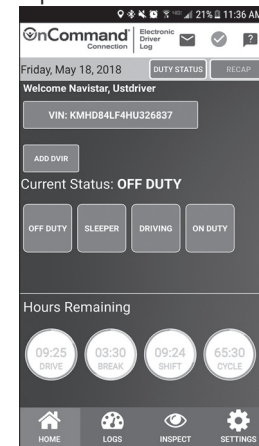 21% 11:36 AM
OnCommand
Connection
Electronic
Driver
Log
?
Friday, May 18, 2018
DUTY STATUS
RECAP
Welcome Navistar, Ustdriver
VIN: KMHD84LF4HU326837
ADD DVIR
Current Status: OFF DUTY
OFF DUTY SLEEPER DRIVING ON DUTY
Hours Remaining
09:25 03:30 09:24 65:30
DRIVE BREAK SHIFT CYCLE
HOME LOGS INSPECT SETTINGS